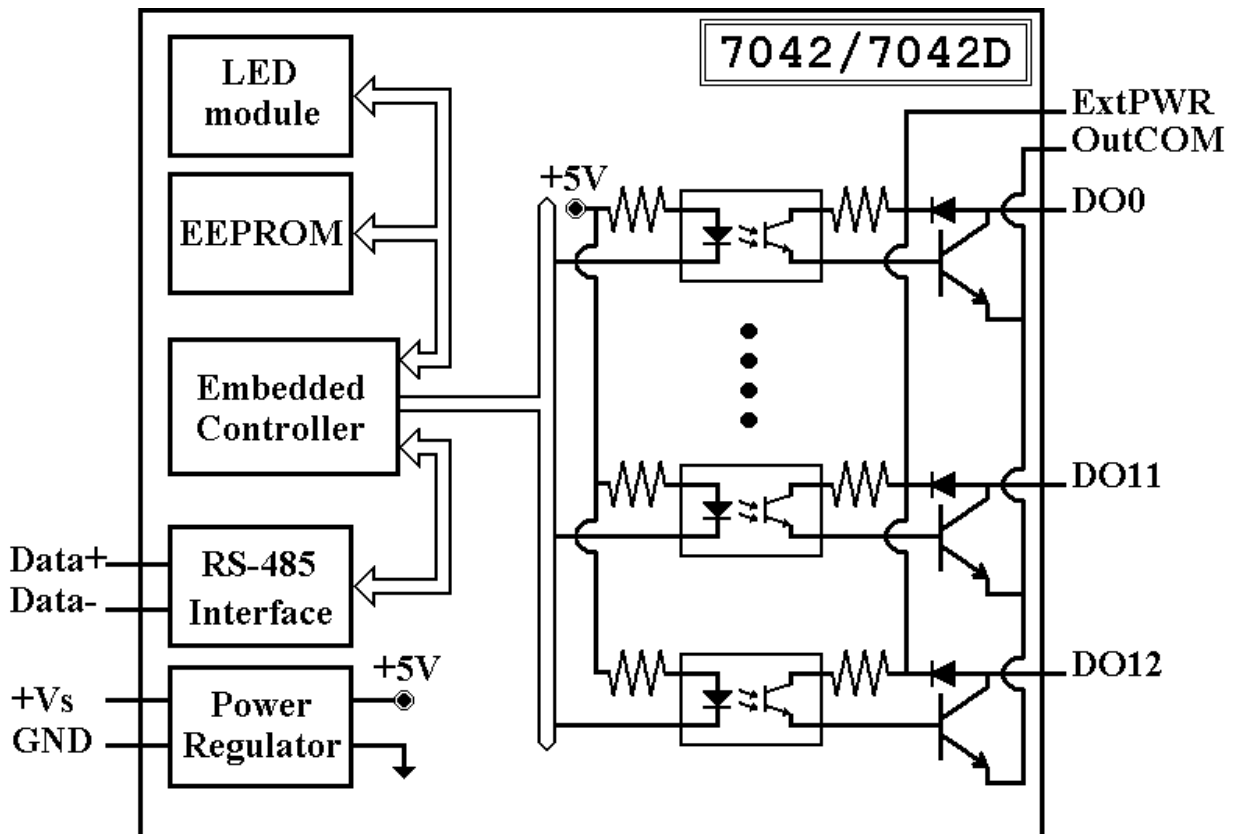 7042/7042D
LED
module
EEPROM
Embedded
Controller
RS-485
Interface
Power
Regulator
Data+
Data-
+Vs
GND
+5V
+5V
ExtPWR
OutCOM
DO0
DO11
DO12